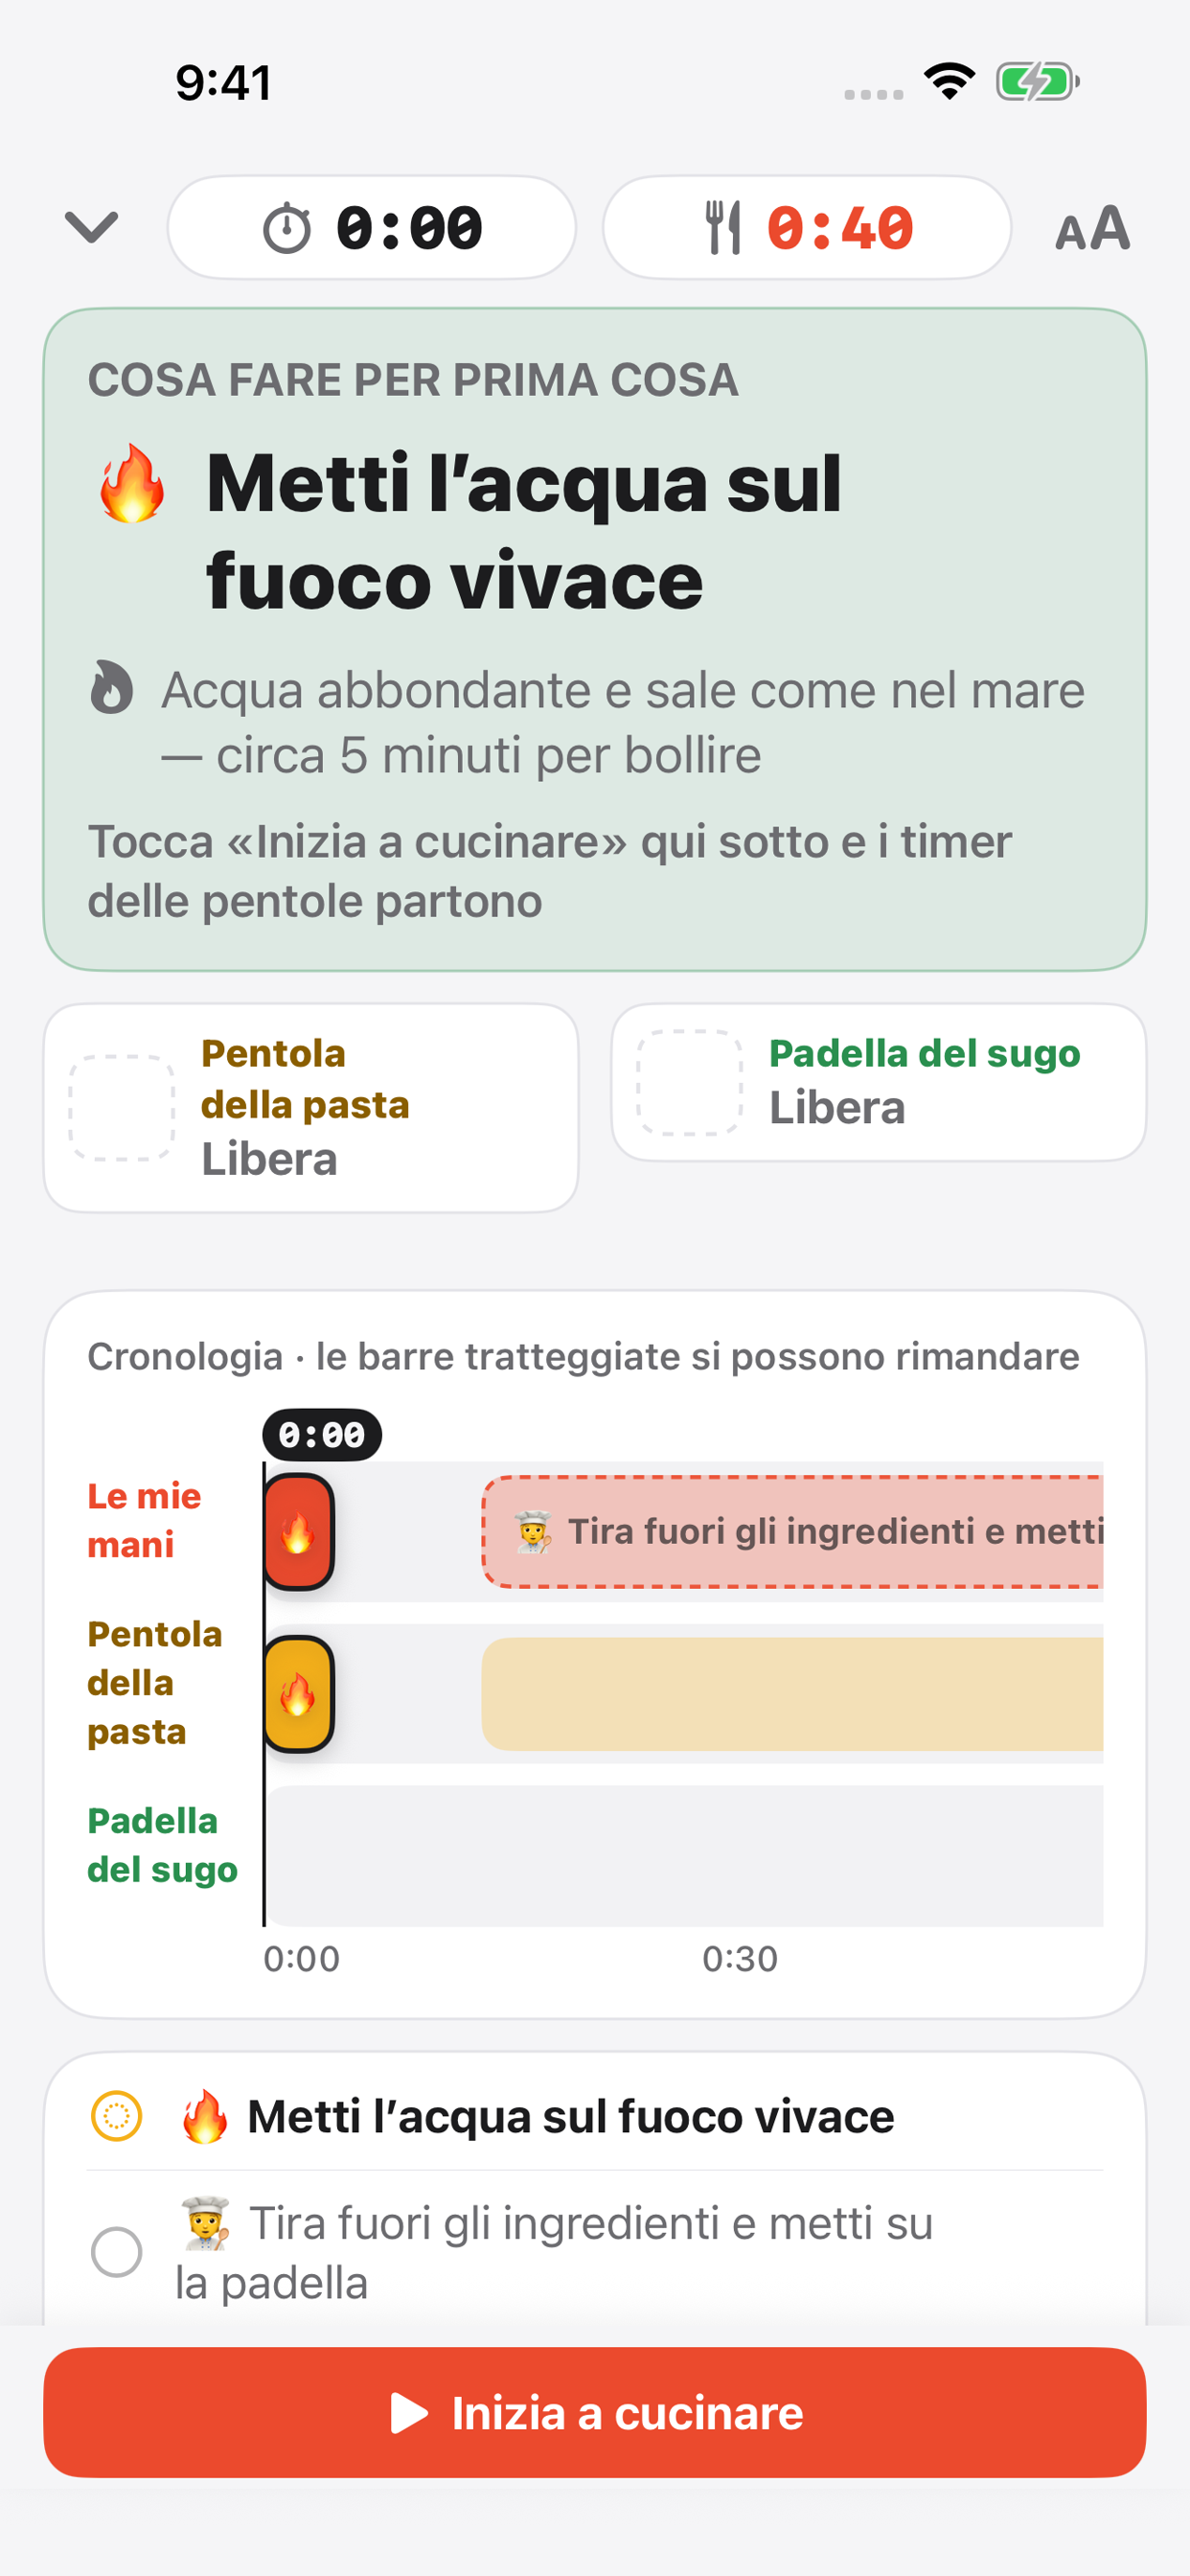 9:41
0:00
0:40
AA
COSA FARE PER PRIMA COSA
Metti l’acqua sul
fuoco vivace
Acqua abbondante e sale come nel mare
— circa 5 minuti per bollire
Tocca «Inizia a cucinare» qui sotto e i timer
delle pentole partono
Pentola
della pasta
Libera
Padella del sugo
Libera
Cronologia · le barre tratteggiate si possono rimandare
0:00
Le mie
mani
Tira fuori gli ingredienti e metti
Pentola
della
pasta
Padella
del sugo
0:00
0:30
Metti l’acqua sul fuoco vivace
Tira fuori gli ingredienti e metti su
la padella
Inizia a cucinare